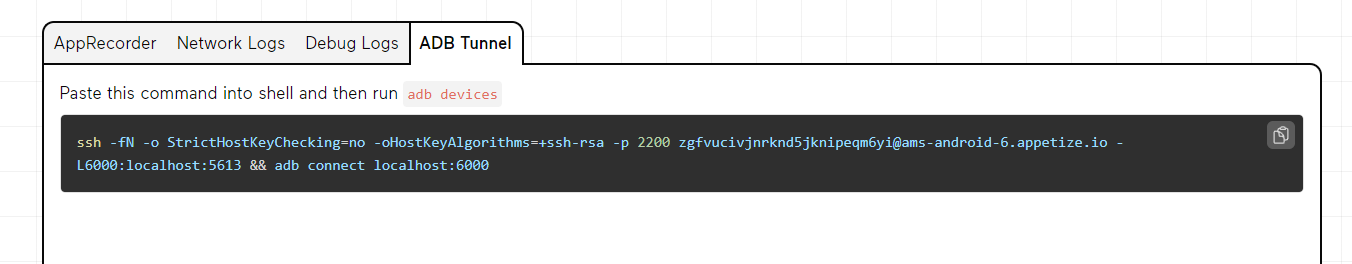 AppRecorder Network Logs Debug Logs ADB Tunnel
Paste this command into shell and then run adb devices
ssh -fN -o StrictHostKeyChecking=no -oHostKeyAlgorithms=+ssh-rsa -p 2200 zgfvucivjnrknd5jknipeqm6yi@ams-android-6.appetize.io -
L6000:localhost:5613 && adb connect localhost:6000